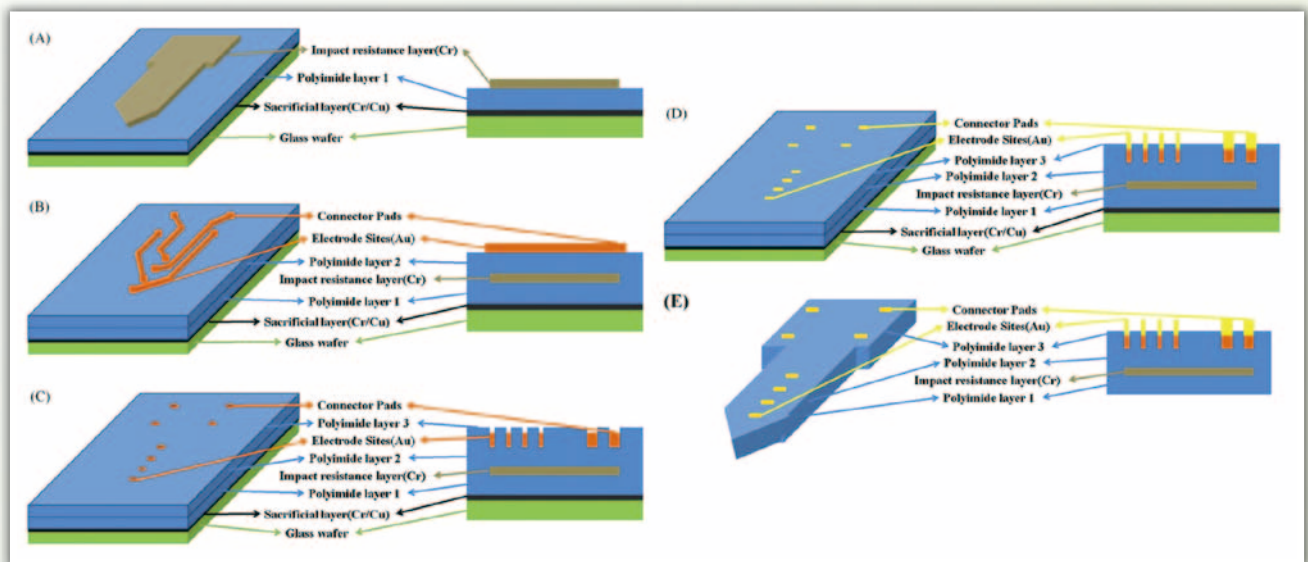 (A)
Impact resistance layer(Cr)
Polyimide layer 1
Sacrificial layer(Cr/Cu)
Glass wafer
(B)
Connector Pads
Electrode Sites(Au)
Polyimide layer 2
Impact resistance layer(Cr)
Polyimide layer 1
Sacrificial layer(Cr/Cu)
Glass wafer
(C)
Connector Pads
Polyimide layer 3
Electrode Sites(Au)
Polyimide layer 2
Impact resistance layer(Cr)
Polyimide layer 1
Sacrificial layer(Cr/Cu)
Glass wafer
(D)
Connector Pads
Electrode Sites(Au)
Polyimide layer 3
Polyimide layer 2
Impact resistance layer(Cr)
Polyimide layer 1
Sacrificial layer(Cr/Cu)
Glass wafer
(E)
Connector Pads
Electrode Sites(Au)
Polyimide layer 3
Polyimide layer 2
Impact resistance layer(Cr)
Polyimide layer 1